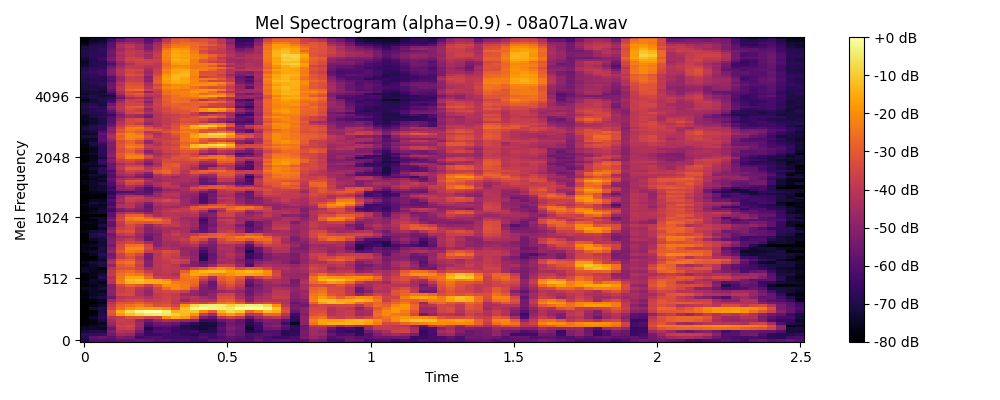 Mel Spectrogram (alpha=0.9) - 08a07La.wav
Mel Frequency
4096
2048
1024
512
0
0
0.5
1
1.5
2
2.5
Time
+0 dB
-10 dB
-20 dB
-30 dB
-40 dB
-50 dB
-60 dB
-70 dB
-80 dB